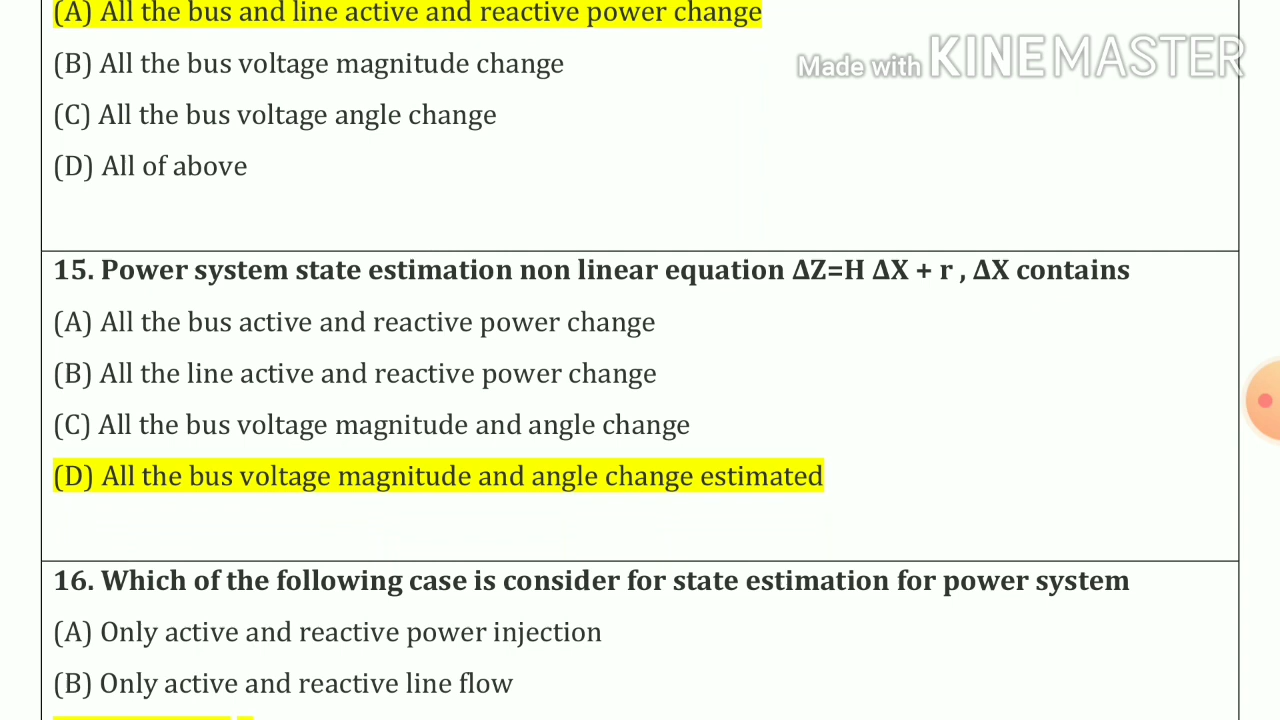 (A) All the bus and line active and reactive power change
Made with KINEMASTER
(B) All the bus voltage magnitude change
(C) All the bus voltage angle change
(D) All of above
15. Power system state estimation non linear equation ΔZ=H ΔX + r , ΔX contains
(A) All the bus active and reactive power change
(B) All the line active and reactive power change
(C) All the bus voltage magnitude and angle change
(D) All the bus voltage magnitude and angle change estimated
16. Which of the following case is consider for state estimation for power system
(A) Only active and reactive power injection
(B) Only active and reactive line flow